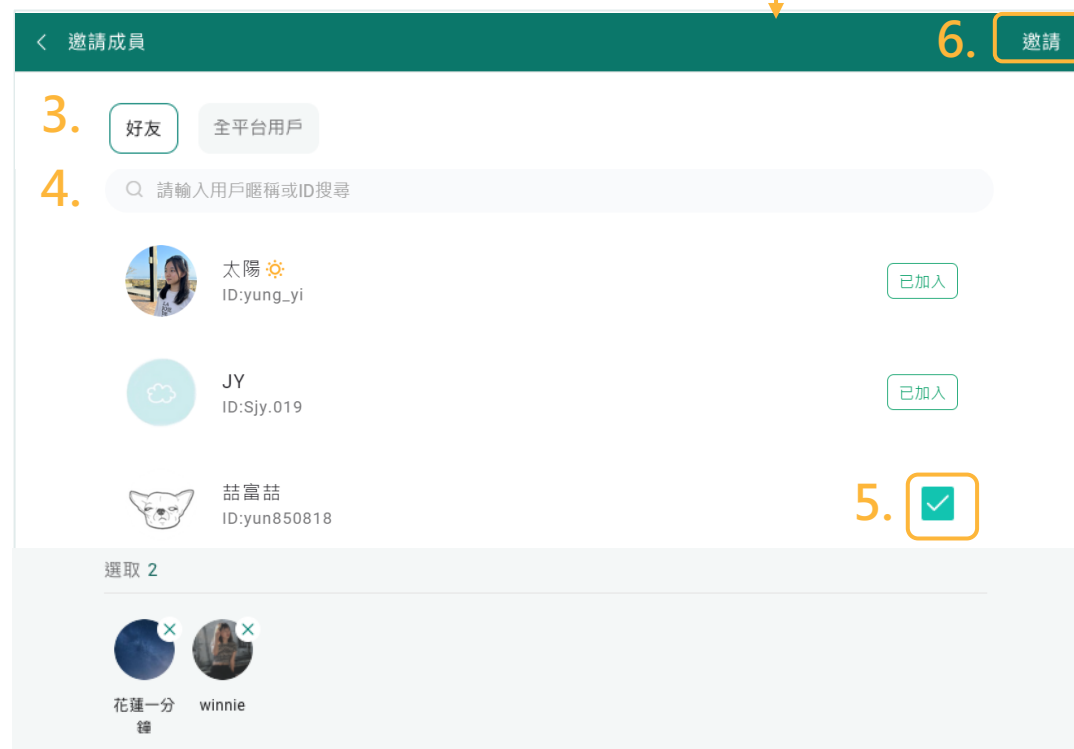 邀請成員
6.
邀請
3.
好友
全平台用戶
4.
請輸入用戶暱稱或ID搜尋
太陽
ID:yung_yi
已加入
JY
ID:Sjy.019
已加入
喆富喆
ID:yun850818
5.
選取 2
花蓮一分
鐘
winnie